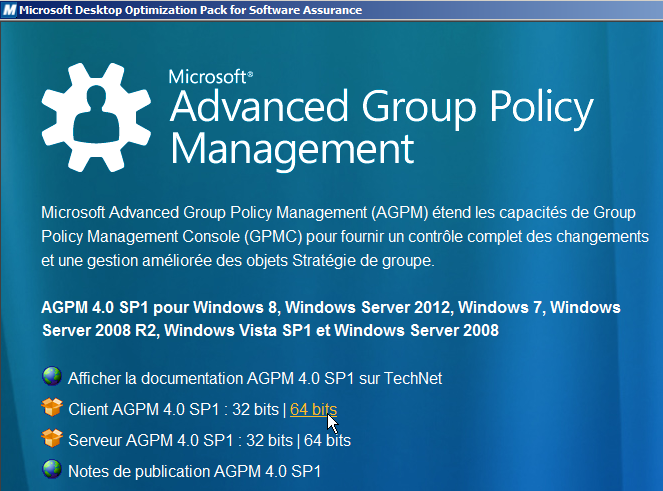 Microsoft Desktop Optimization Pack for Software Assurance
Microsoft®
Advanced Group Policy
Management
Microsoft Advanced Group Policy Management (AGPM) étend les capacités de Group
Policy Management Console (GPMC) pour fournir un contrôle complet des changements
et une gestion améliorée des objets Stratégie de groupe.
AGPM 4.0 SP1 pour Windows 8, Windows Server 2012, Windows 7, Windows
Server 2008 R2, Windows Vista SP1 et Windows Server 2008
Afficher la documentation AGPM 4.0 SP1 sur TechNet
Client AGPM 4.0 SP1 : 32 bits | 64 bits
Serveur AGPM 4.0 SP1 : 32 bits | 64 bits
Notes de publication AGPM 4.0 SP1